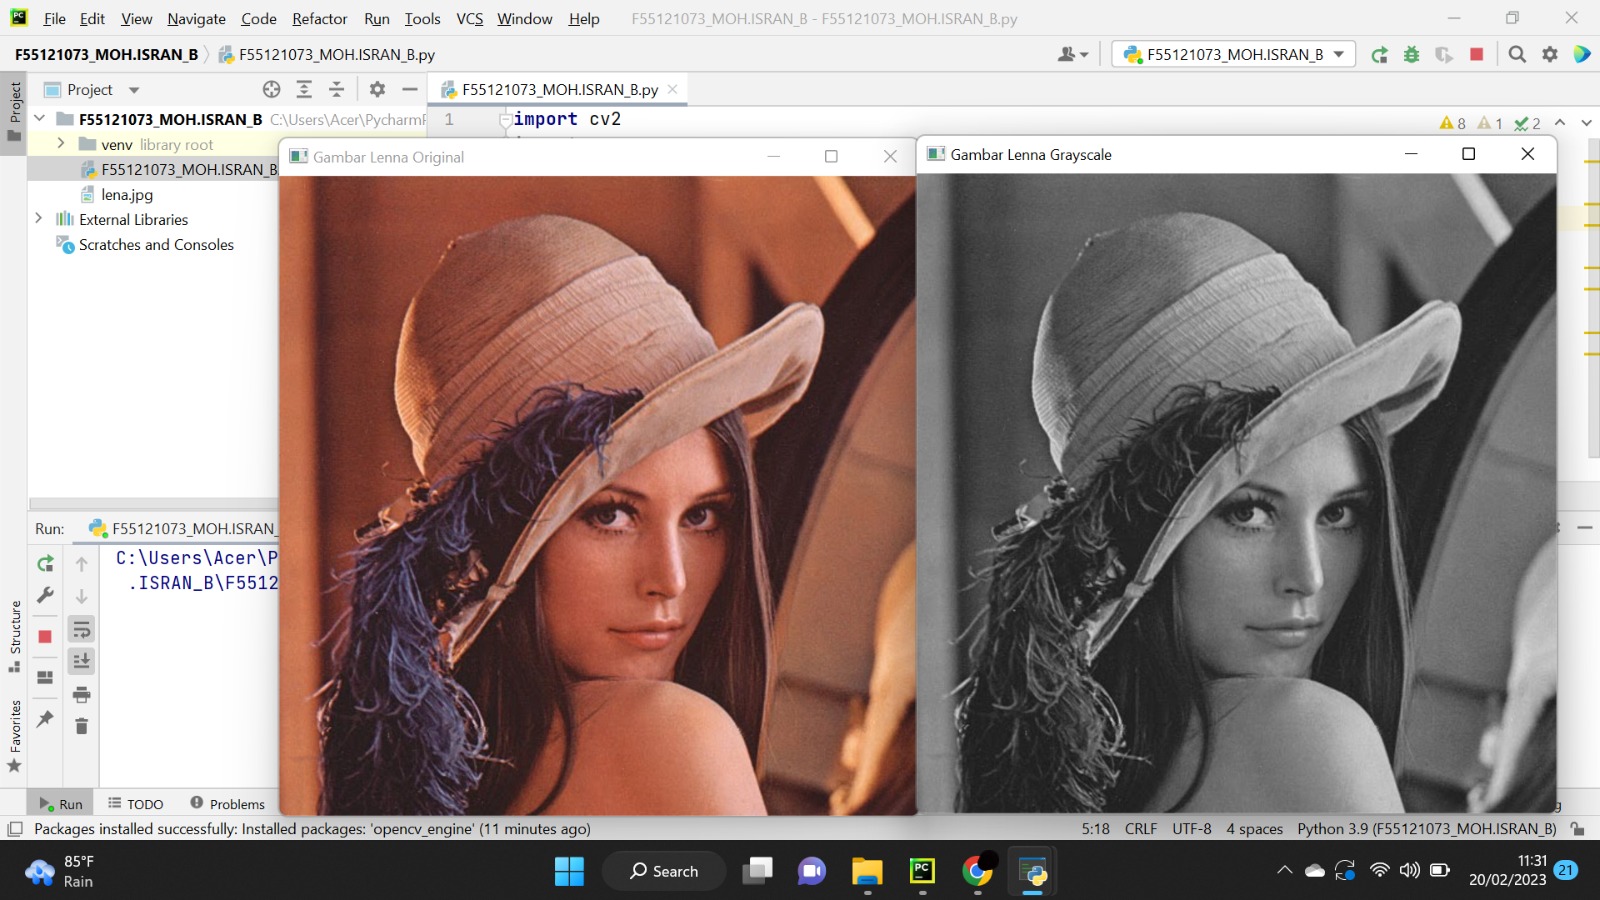 PC File Edit View Navigate Code Refactor Run Tools VCS Window Help F55121073_MOH.ISRAN_B - F55121073_MOH.ISRAN_B.py
F55121073_MOH.ISRAN_B F55121073_MOH.ISRAN_B.py F55121073_MOH.ISRAN_B
Project
Project
F55121073_MOH.ISRAN_B.py
F55121073_MOH.ISRAN_B C:\Users\Acer\Pycharm
1 import cv2
8 1 2
venv library root
F55121073_MOH.ISRAN_B
lena.jpg
External Libraries
Scratches and Consoles
Gambar Lenna Original
Gambar Lenna Grayscale
Run: F55121073_MOH.ISRAN_
C:\Users\Acer\P
.ISRAN_B\F5512
Structure
Favorites
Run TODO Problems
Packages installed successfully: Installed packages: 'opencv_engine' (11 minutes ago) 5:18 CRLF UTF-8 4 spaces Python 3.9 (F55121073_MOH.ISRAN_B)
85°F
Rain
Search
PC
11:31
20/02/2023
21